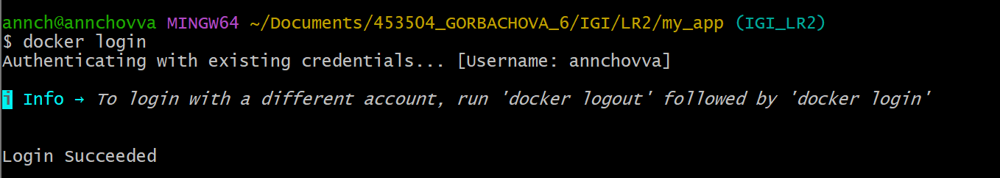 annch@annchovva MINGW64 ~/Documents/453504_GORBACHOVA_6/IGI/LR2/my_app (IGI_LR2)
$ docker login
Authenticating with existing credentials... [Username: annchovva]
i Info → To login with a different account, run 'docker logout' followed by 'docker login'
Login Succeeded